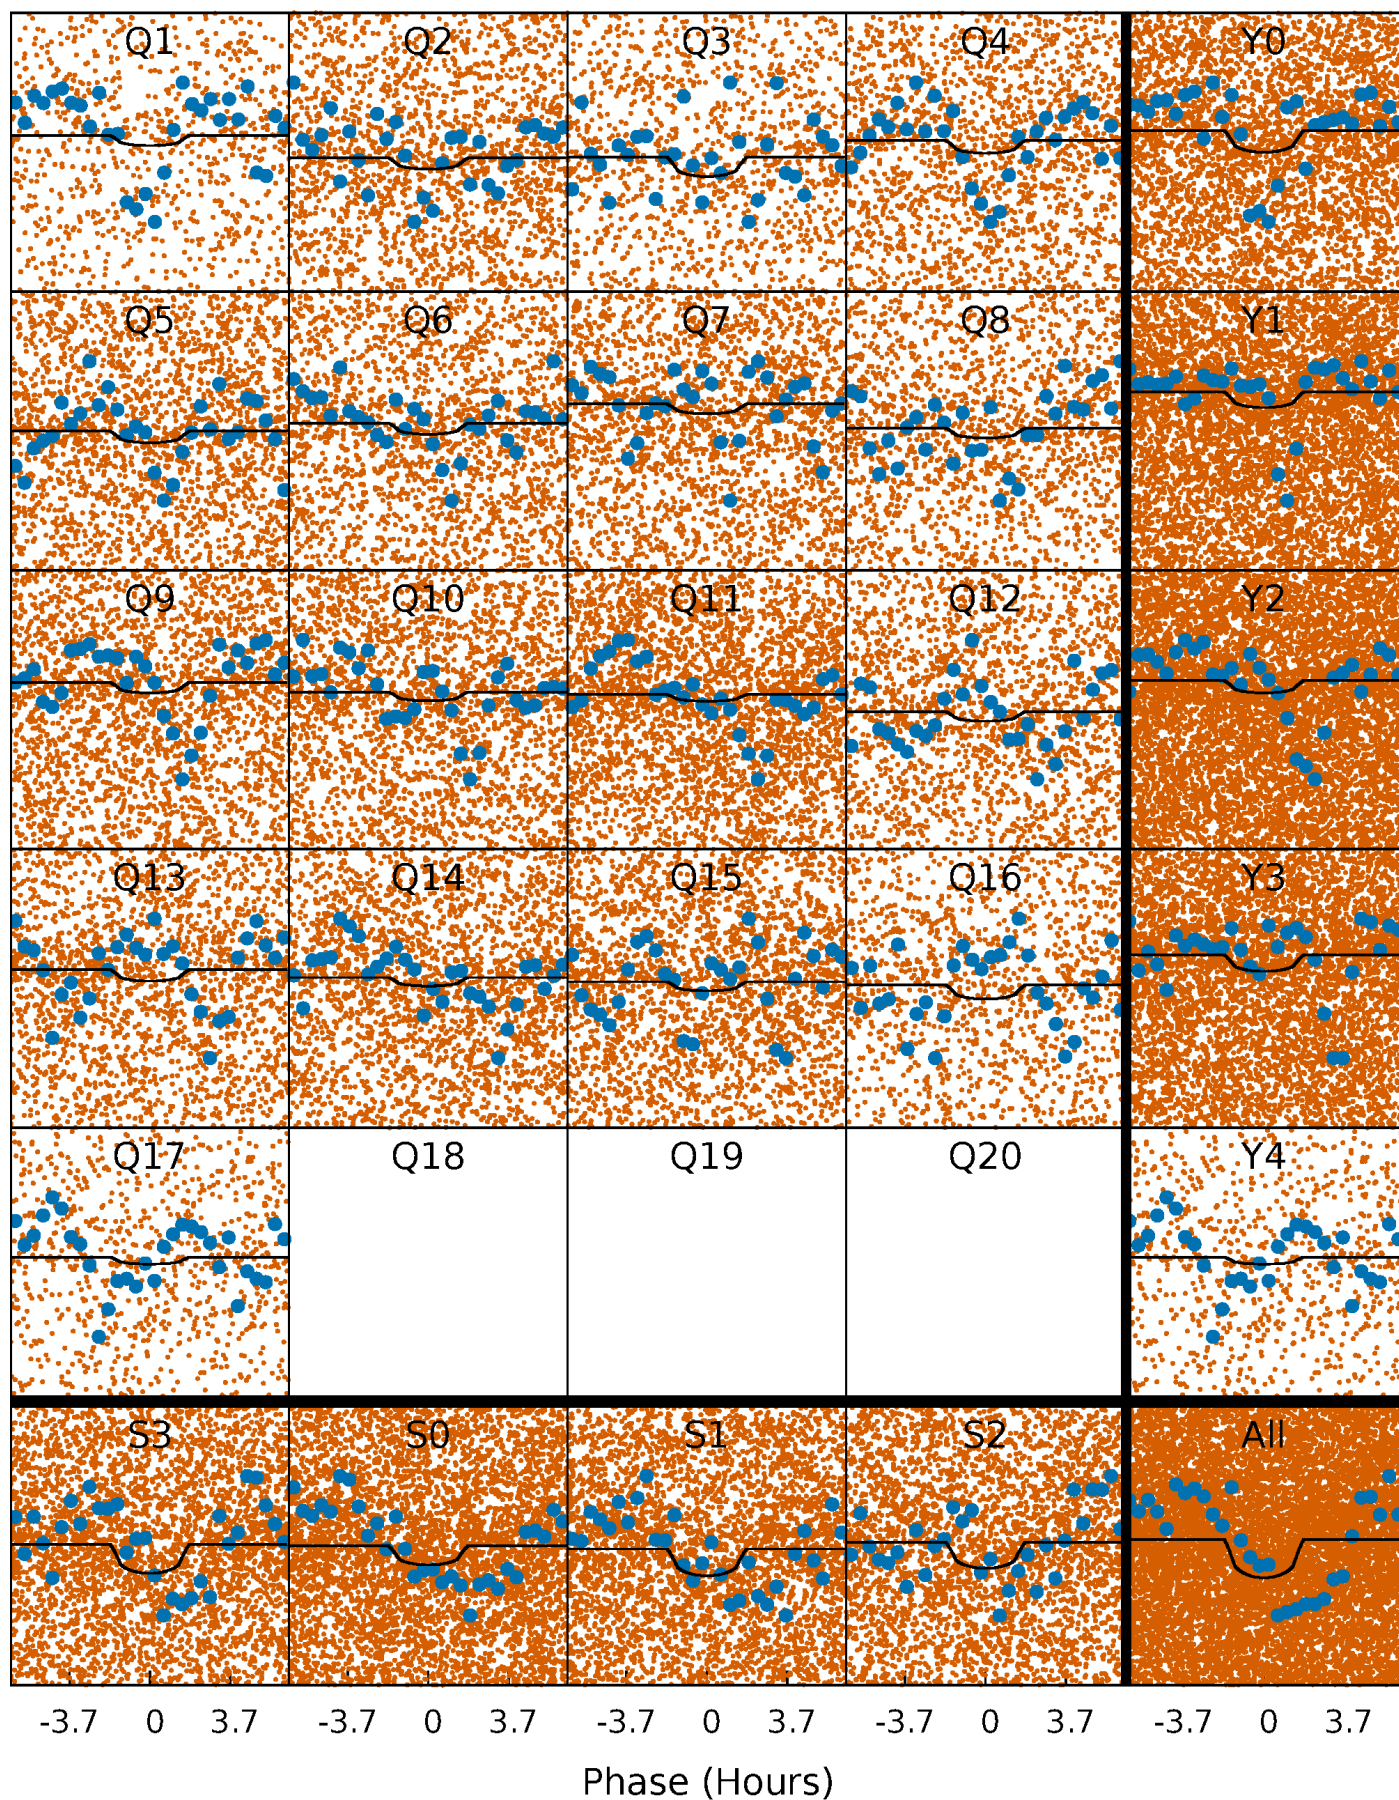 Q1 Q2 Q3 Q4 Y0
Q5 Q6 Q7 Q8 Y1
Q9 Q10 Q11 Q12 Y2
Q13 Q14 Q15 Q16 Y3
Q17 Q18 Q19 Q20 Y4
S3 S0 S1 S2 All
-3.7 0 3.7 -3.7 0 3.7 -3.7 0 3.7 -3.7 0 3.7 -3.7 0 3.7
Phase (Hours)